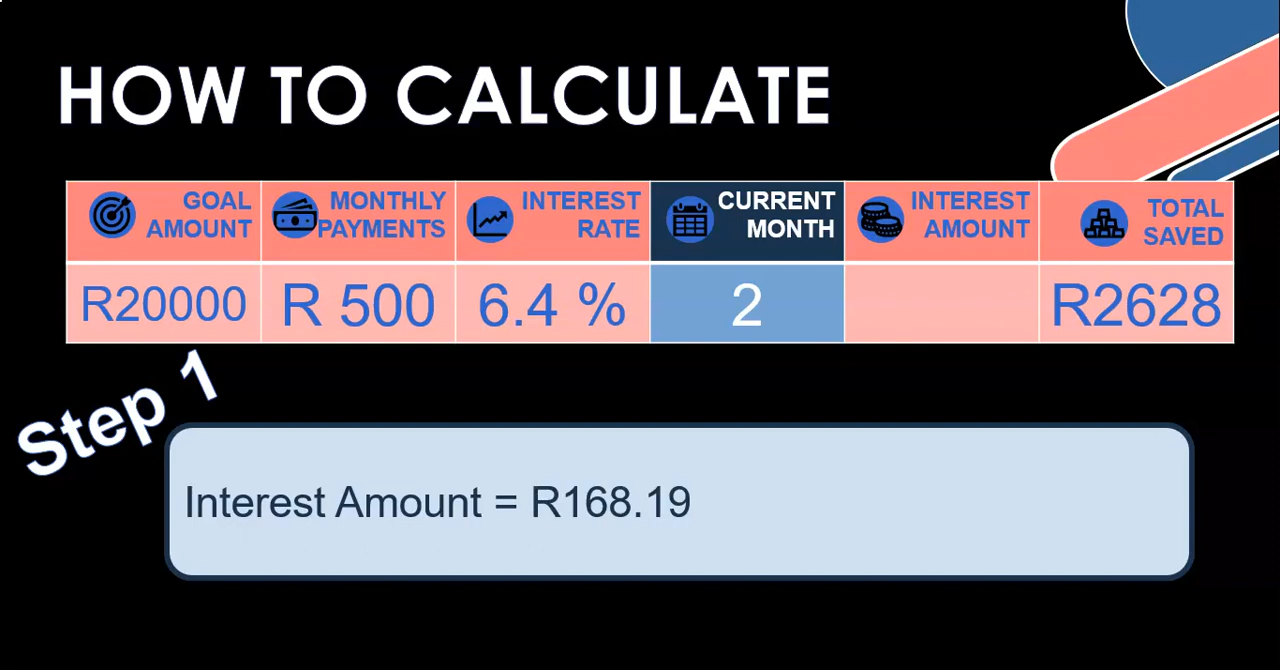 HOW TO CALCULATE
GOAL
AMOUNT
MONTHLY
PAYMENTS
INTEREST
RATE
CURRENT
MONTH
INTEREST
AMOUNT
TOTAL
SAVED
R20000
R 500
6.4 %
2
R2628
Step 1
Interest Amount = R168.19